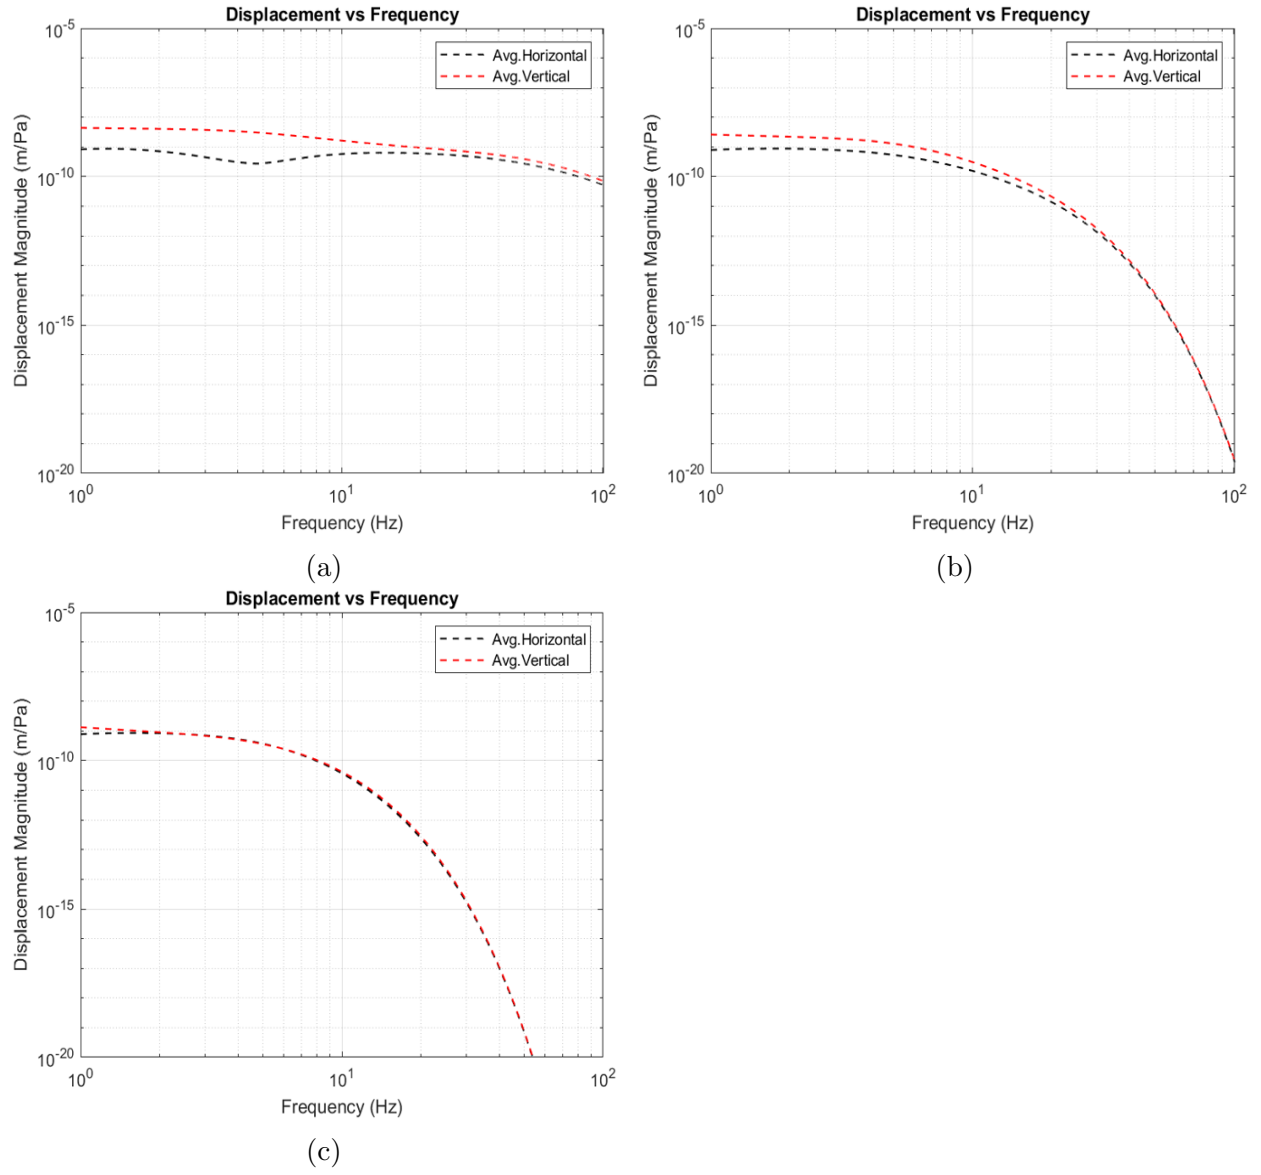 Displacement vs Frequency
Avg.Horizontal
Avg.Vertical
Displacement Magnitude (m/Pa)
10^-5
10^-10
10^-15
10^-20
10^0
10^1
10^2
Frequency (Hz)
(a)
Displacement vs Frequency
Avg.Horizontal
Avg.Vertical
Displacement Magnitude (m/Pa)
10^-5
10^-10
10^-15
10^-20
10^0
10^1
10^2
Frequency (Hz)
(b)
Displacement vs Frequency
Avg.Horizontal
Avg.Vertical
Displacement Magnitude (m/Pa)
10^-5
10^-10
10^-15
10^-20
10^0
10^1
10^2
Frequency (Hz)
(c)